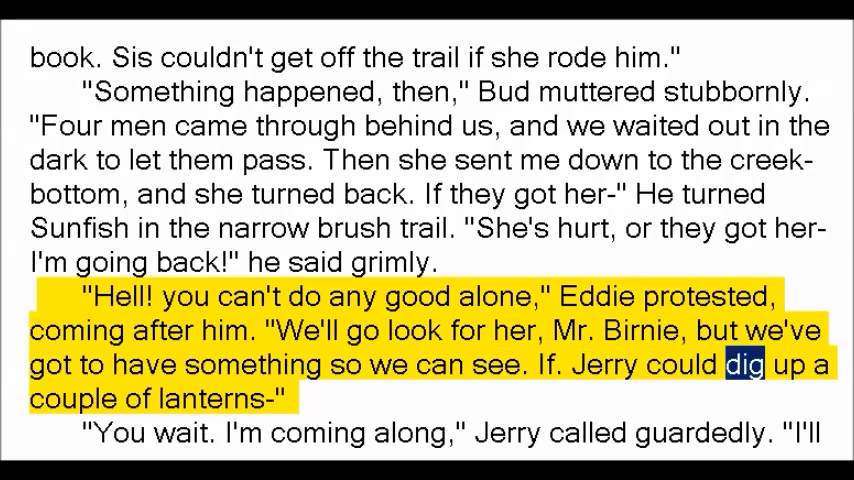 book. Sis couldn't get off the trail if she rode him."
"Something happened, then," Bud muttered stubbornly.
"Four men came through behind us, and we waited out in the
dark to let them pass. Then she sent me down to the creek-
bottom, and she turned back. If they got her-" He turned
Sunfish in the narrow brush trail. "She's hurt, or they got her-
I'm going back!" he said grimly.
"Hell! you can't do any good alone," Eddie protested,
coming after him. "We'll go look for her, Mr. Birnie, but we've
got to have something so we can see. If. Jerry could dig up a
couple of lanterns-"
"You wait. I'm coming along," Jerry called guardedly. "I'll